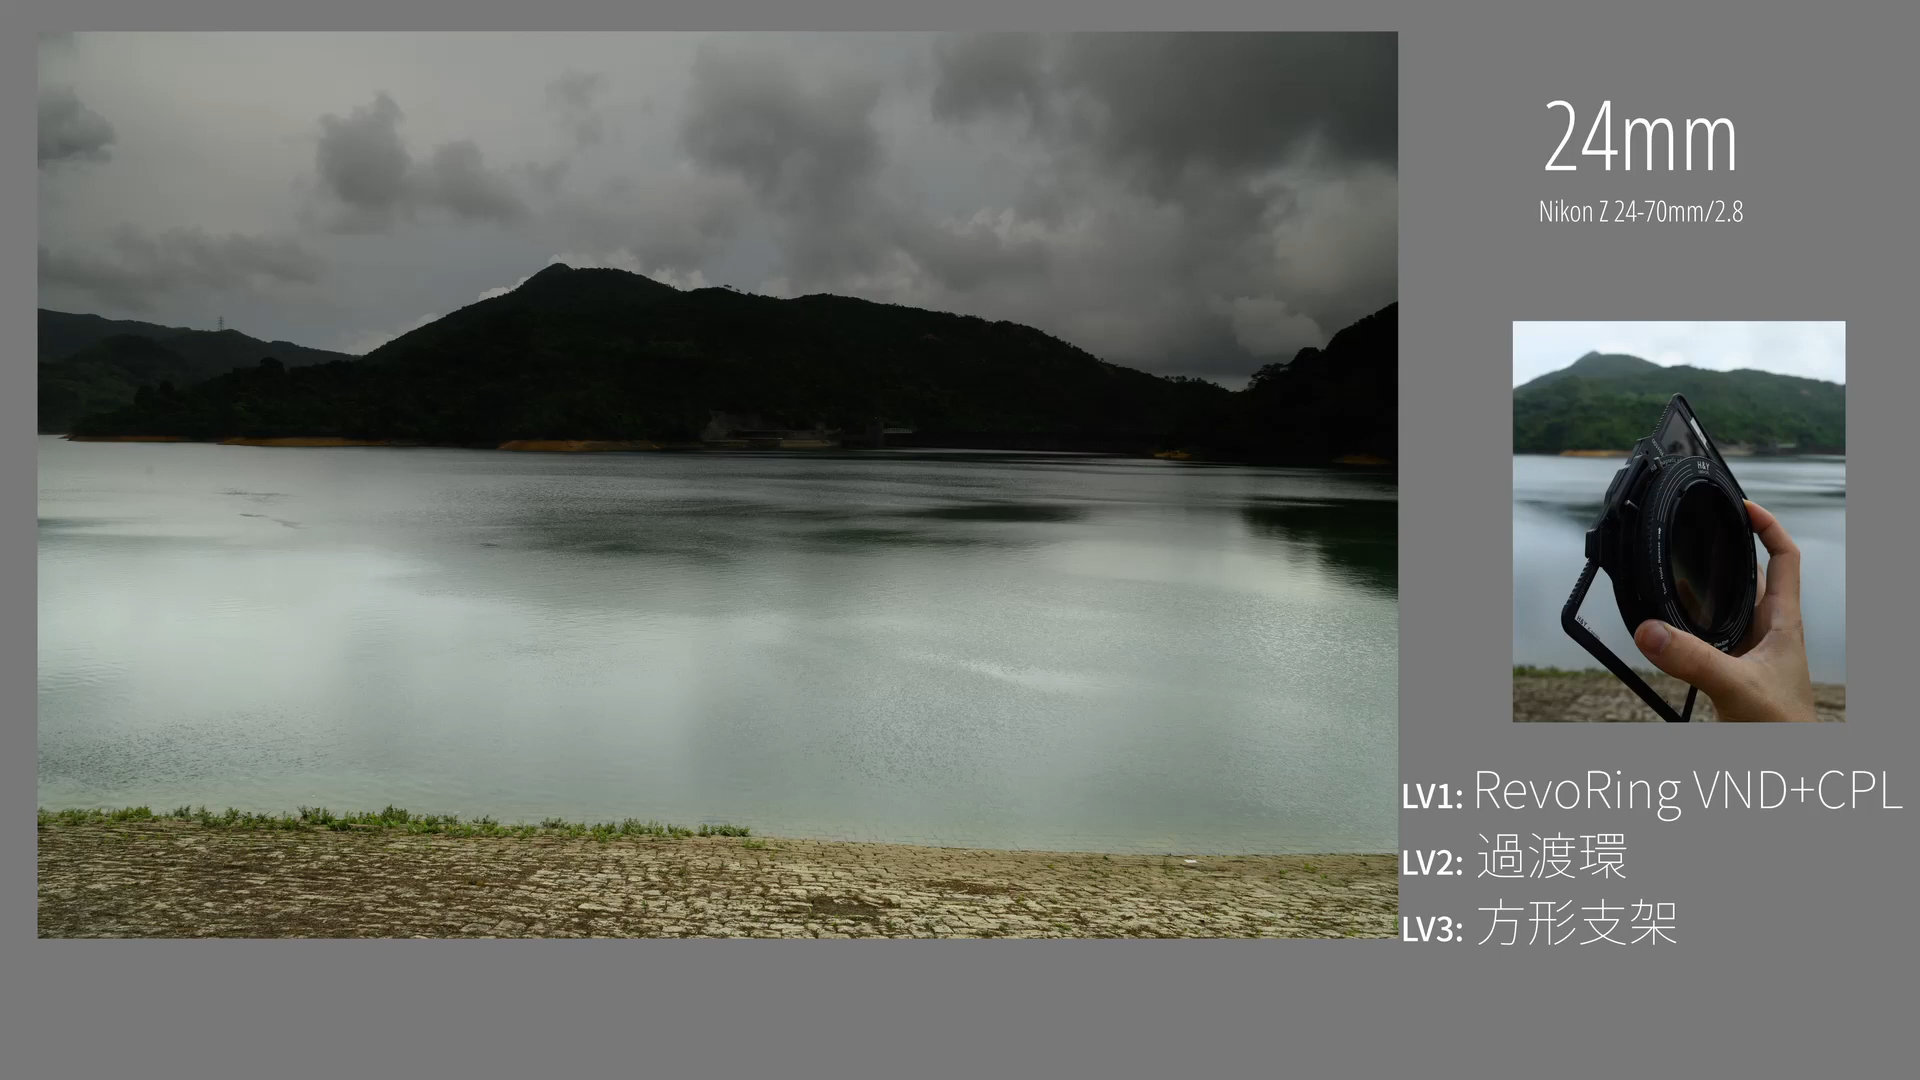 24mm
Nikon Z 24-70mm/2.8
H&Y
LV1: RevoRing VND+CPL
LV2: 過渡環
LV3: 方形支架